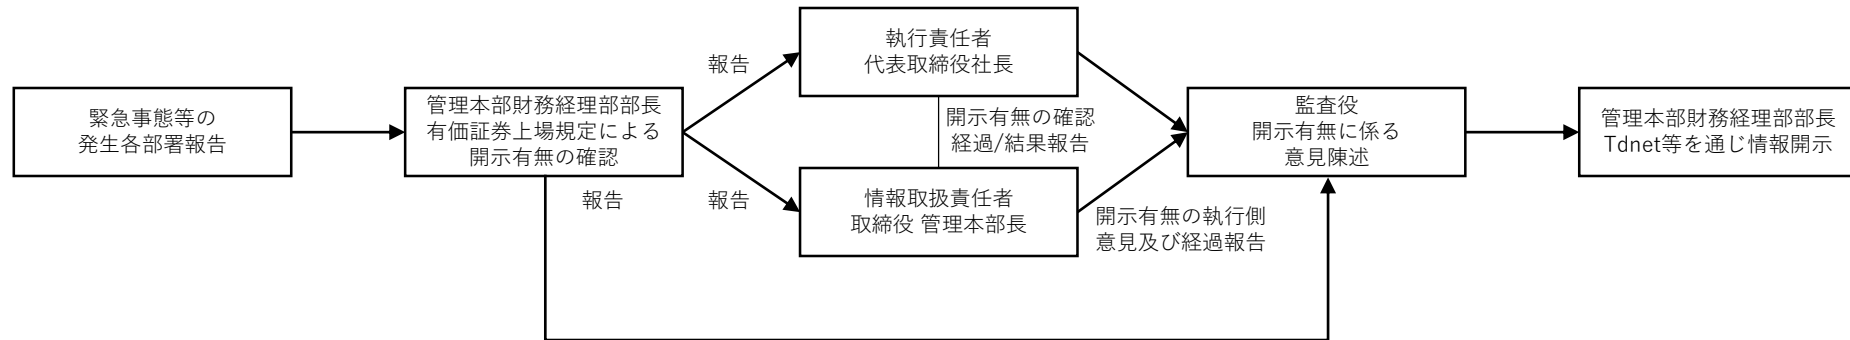 緊急事態等の
発生各部署報告
管理本部財務経理部部長
有価証券上場規定による
開示有無の確認
報告
報告
報告
執行責任者
代表取締役社長
開示有無の確認
経過/結果報告
情報取扱責任者
取締役 管理本部長
開示有無の執行側
意見及び経過報告
監査役
開示有無に係る
意見陳述
管理本部財務経理部部長
Tdnet等を通じ情報開示